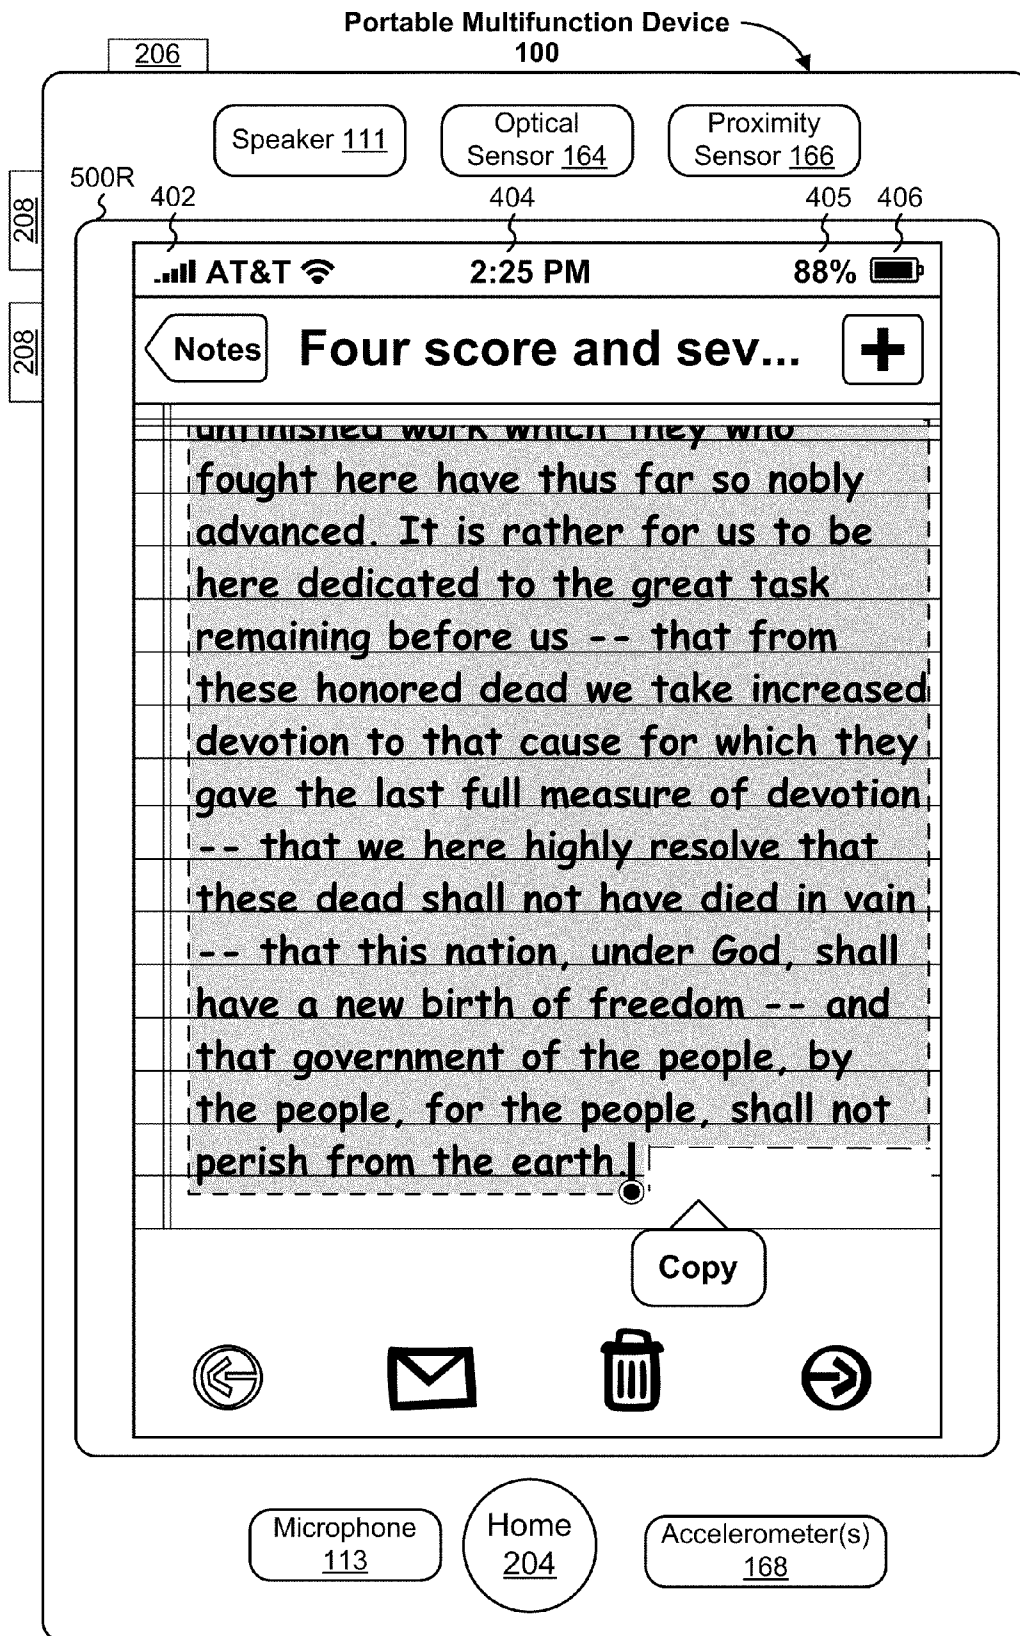 Portable Multifunction Device
100
206
Speaker 111
Optical
Sensor 164
Proximity
Sensor 166
500R
402
404
405
406
208
208
AT&T
2:25 PM
88%
Notes
Four score and sev...
unfinished work which they who
fought here have thus far so nobly
advanced. It is rather for us to be
here dedicated to the great task
remaining before us -- that from
these honored dead we take increased
devotion to that cause for which they
gave the last full measure of devotion
-- that we here highly resolve that
these dead shall not have died in vain
-- that this nation, under God, shall
have a new birth of freedom -- and
that government of the people, by
the people, for the people, shall not
perish from the earth.
Copy
Microphone
113
Home
204
Accelerometer(s)
168